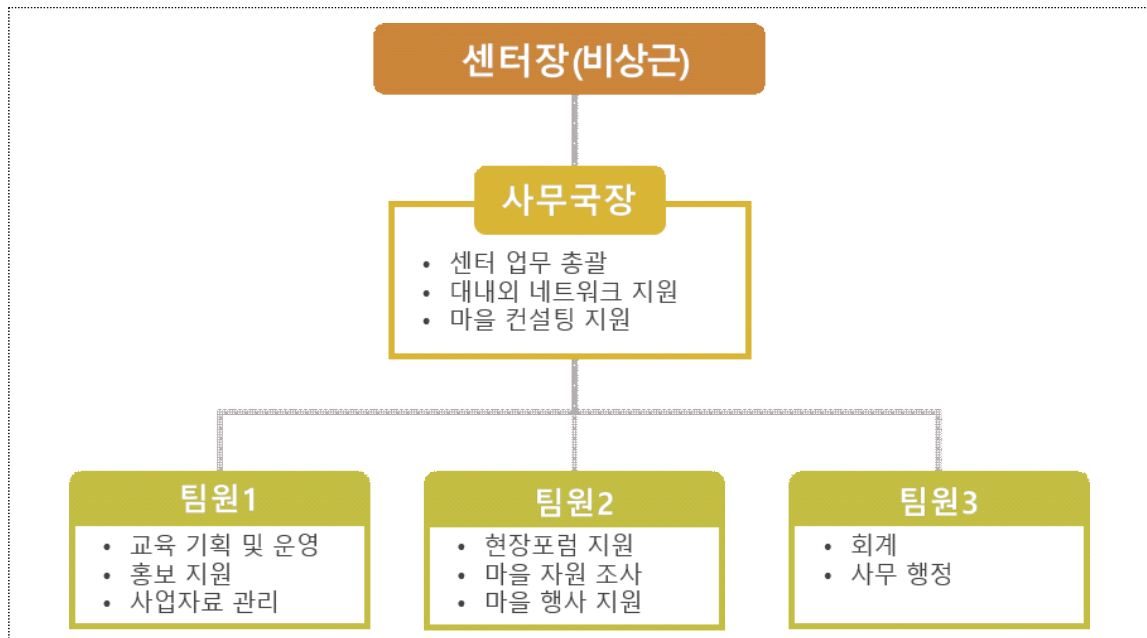 센터장(비상근)
사무국장
• 센터 업무 총괄
• 대내외 네트워크 지원
• 마을 컨설팅 지원
팀원1
• 교육 기획 및 운영
• 홍보 지원
• 사업자료 관리
팀원2
• 현장포럼 지원
• 마을 자원 조사
• 마을 행사 지원
팀원3
• 회계
• 사무 행정